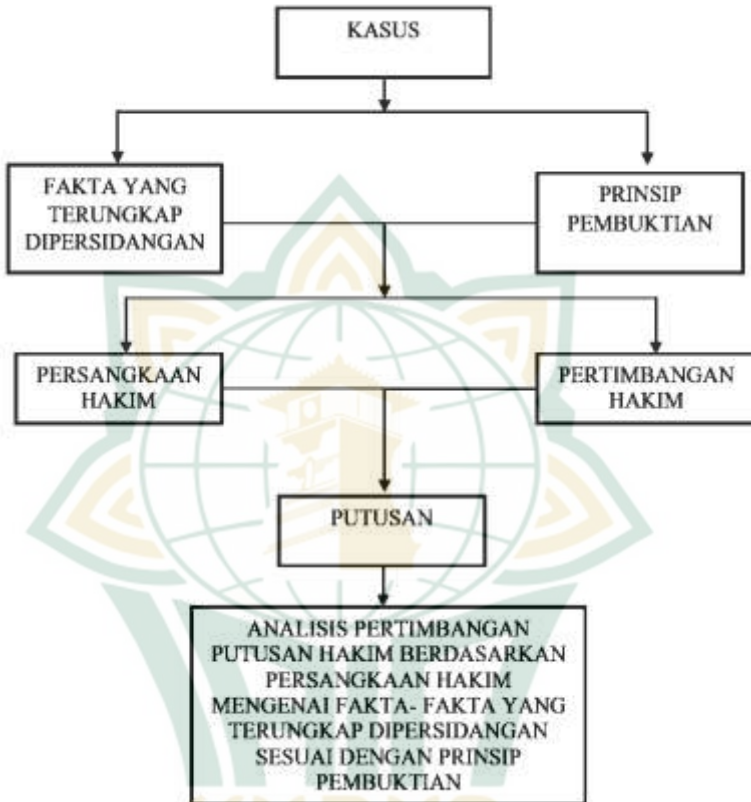 KASUS
FAKTA YANG
TERUNGKAP
DIPERSIDANGAN
PRINSIP
PEMBUKTIAN
PERSANGKAAN
HAKIM
PERTIMBANGAN
HAKIM
PUTUSAN
ANALISIS PERTIMBANGAN
PUTUSAN HAKIM BERDASARKAN
PERSANGKAAN HAKIM
MENGENAI FAKTA- FAKTA YANG
TERUNGKAP DIPERSIDANGAN
SESUAI DENGAN PRINSIP
PEMBUKTIAN